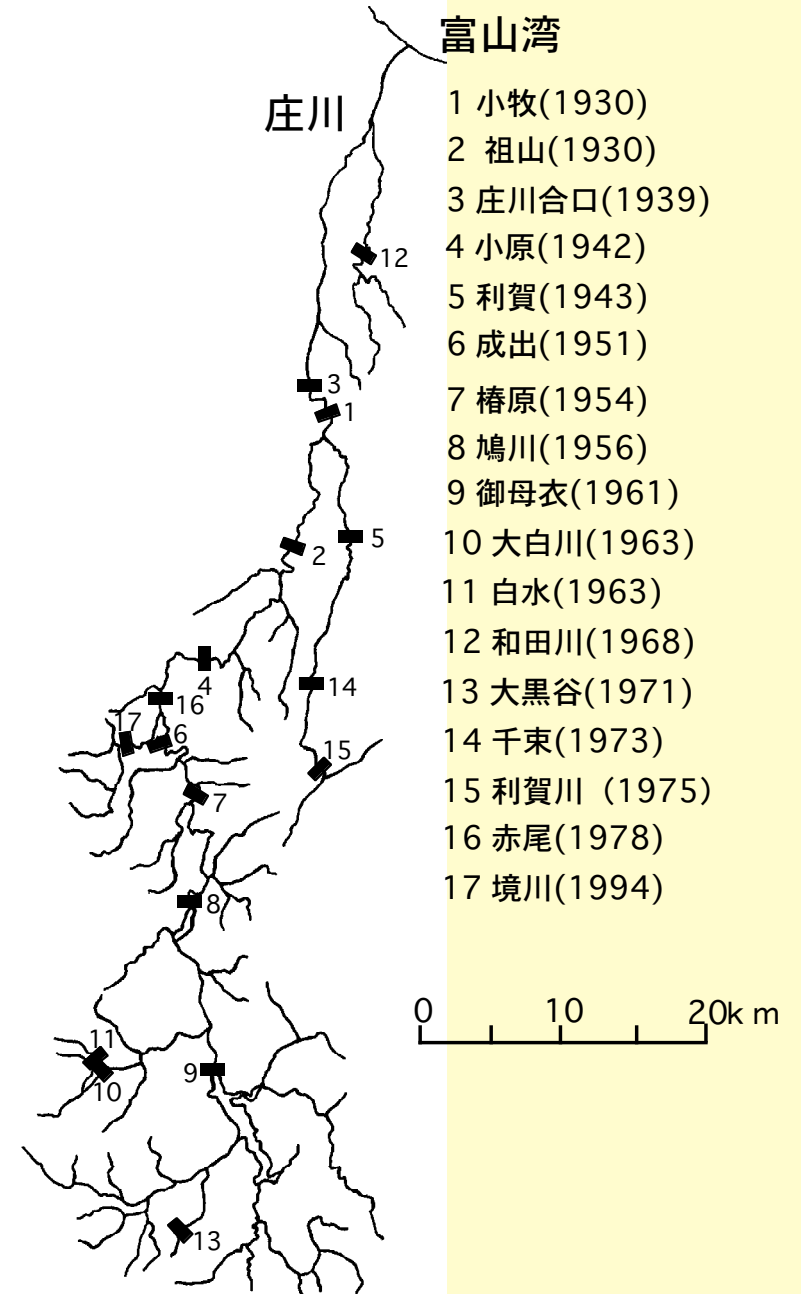 富山湾
庄川
1 小牧(1930)
2 祖山(1930)
3 庄川合口(1939)
4 小原(1942)
5 利賀(1943)
6 成出(1951)
7 椿原(1954)
8 鳩川(1956)
9 御母衣(1961)
10 大白川(1963)
11 白水(1963)
12 和田川(1968)
13 大黒谷(1971)
14 千束(1973)
15 利賀川（1975）
16 赤尾(1978)
17 境川(1994)
12
3
1
5
2
4
14
16
17
6
15
7
8
0 10 20km
11
9
10
13